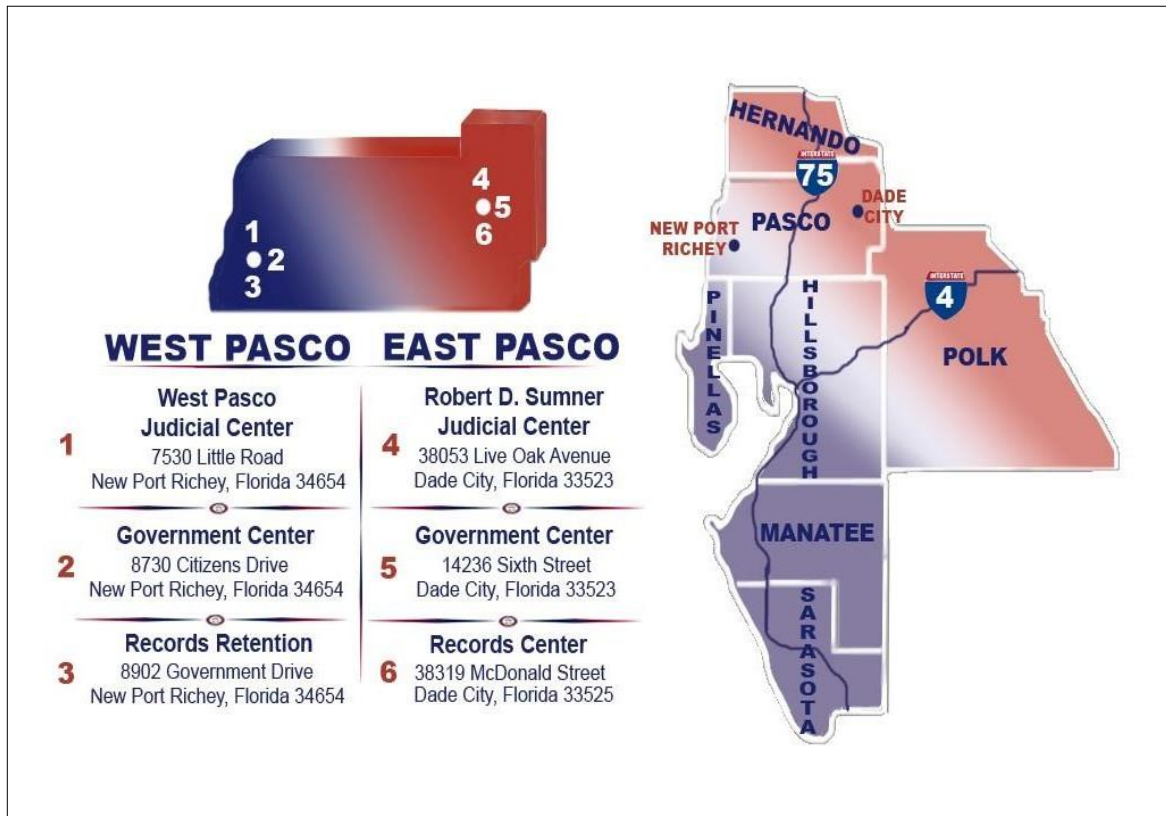 1
2
3
4
5
6
WEST PASCO
1
West Pasco
Judicial Center
7530 Little Road
New Port Richey, Florida 34654
2
Government Center
8730 Citizens Drive
New Port Richey, Florida 34654
3
Records Retention
8902 Government Drive
New Port Richey, Florida 34654
EAST PASCO
4
Robert D. Sumner
Judicial Center
38053 Live Oak Avenue
Dade City, Florida 33523
5
Government Center
14236 Sixth Street
Dade City, Florida 33523
6
Records Center
38319 McDonald Street
Dade City, Florida 33525
HERNANDO
INTERSTATE
75
DADE
CITY
PASCO
NEW PORT
RICHEY
INTERSTATE
4
PINELLAS
HILLSBOROUGH
POLK
MANATEE
SARASOTA